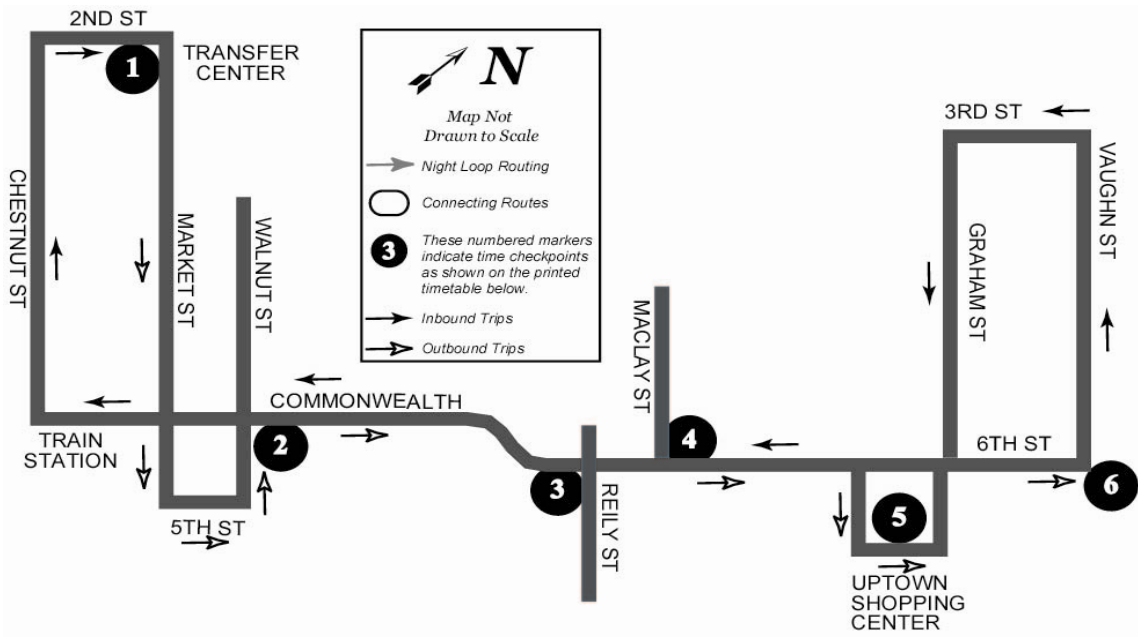 2ND ST
1
TRANSFER
CENTER
CHESTNUT ST
MARKET ST
WALNUT ST
N
Map Not
Drawn to Scale
Night Loop Routing
Connecting Routes
3
These numbered markers
indicate time checkpoints
as shown on the printed
timetable below.
Inbound Trips
Outbound Trips
3RD ST
VAUGHN ST
GRAHAM ST
MACLAY ST
COMMONWEALTH
TRAIN
STATION
2
5TH ST
3
REILY ST
4
6TH ST
5
6
UPTOWN
SHOPPING
CENTER